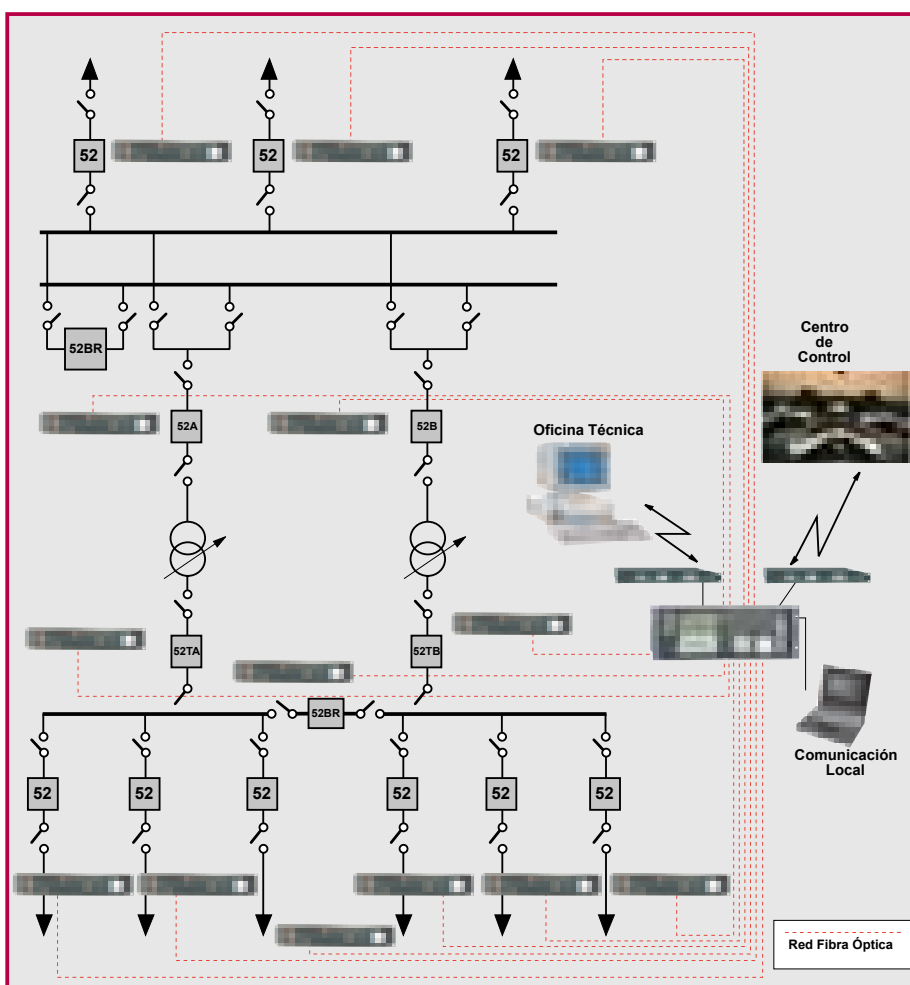 52
52
52
52BR
Centro
de
Control
52A
52B
Oficina Técnica
52TA
52TB
52BR
Comunicación
Local
52
52
52
52
52
52
Red Fibra Óptica